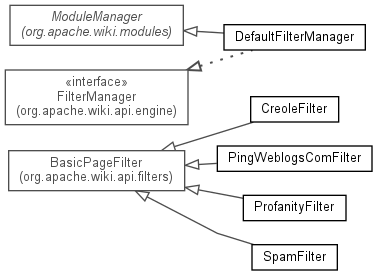 ModuleManager
(org.apache.wiki.modules)
DefaultFilterManager
«interface»
FilterManager
(org.apache.wiki.api.engine)
CreoleFilter
BasicPageFilter
(org.apache.wiki.api.filters)
PingWeblogsComFilter
ProfanityFilter
SpamFilter